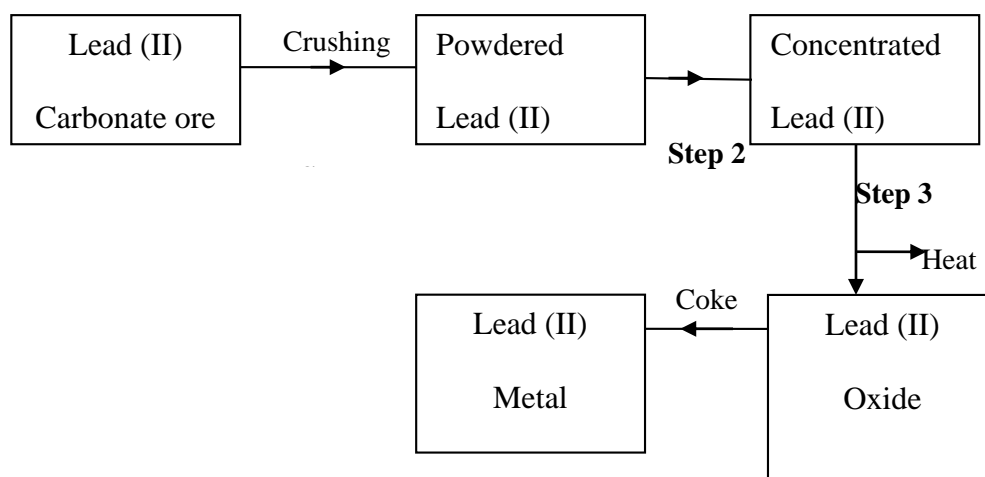 Lead (II)
Carbonate ore
Crushing
Powdered
Lead (II)
Step 2
Concentrated
Lead (II)
Step 3
Heat
Lead (II)
Oxide
Coke
Lead (II)
Metal